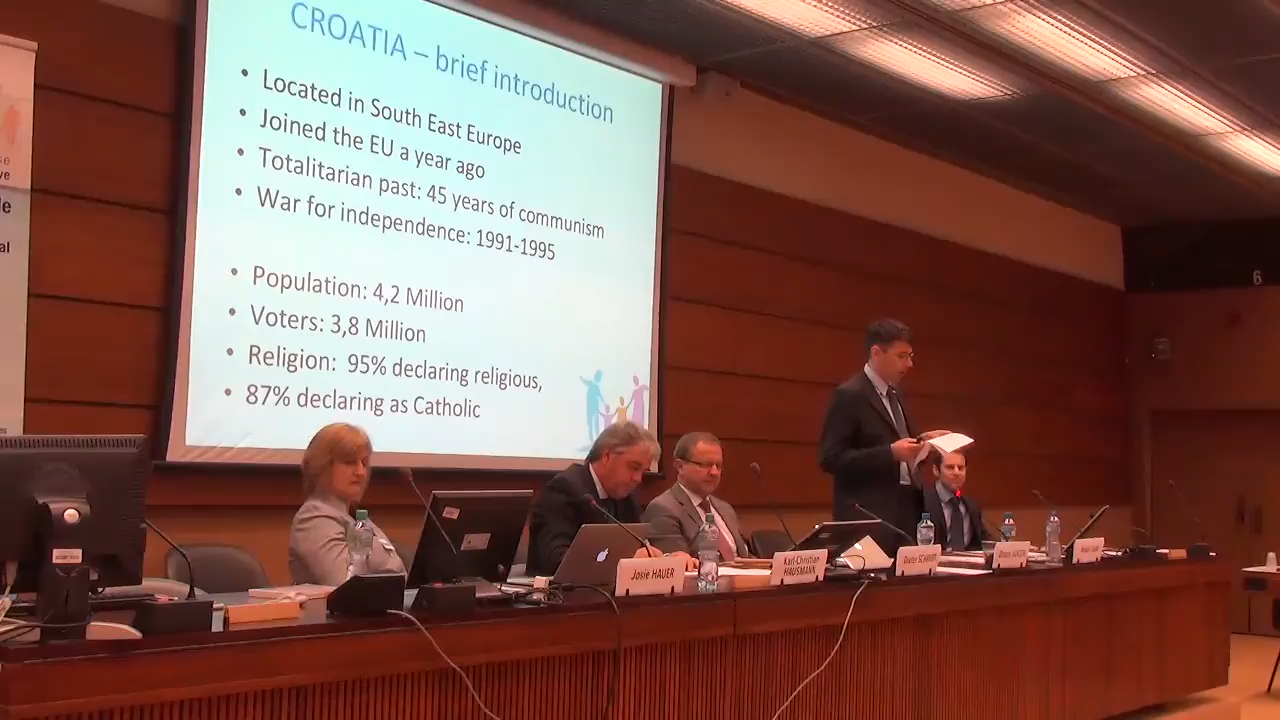 CROATIA – brief introduction
• Located in South East Europe
• Joined the EU a year ago
• Totalitarian past: 45 years of communism
• War for independence: 1991-1995
• Population: 4,2 Million
• Voters: 3,8 Million
• Religion: 95% declaring religious,
• 87% declaring as Catholic
Josie HAUER
Karl-Christian
HAUSMANN
6